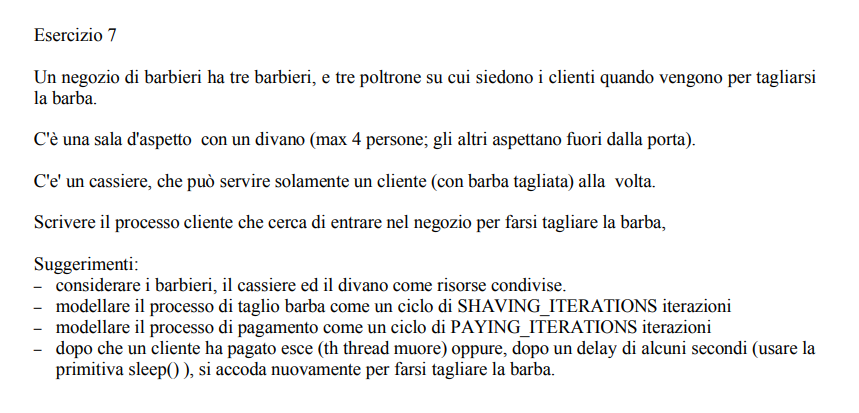 Esercizio 7
Un negozio di barbieri ha tre barbieri, e tre poltrone su cui siedono i clienti quando vengono per tagliarsi
la barba.
C'è una sala d'aspetto con un divano (max 4 persone; gli altri aspettano fuori dalla porta).
C'e' un cassiere, che può servire solamente un cliente (con barba tagliata) alla volta.
Scrivere il processo cliente che cerca di entrare nel negozio per farsi tagliare la barba,
Suggerimenti:
– considerare i barbieri, il cassiere ed il divano come risorse condivise.
– modellare il processo di taglio barba come un ciclo di SHAVING_ITERATIONS iterazioni
– modellare il processo di pagamento come un ciclo di PAYING_ITERATIONS iterazioni
– dopo che un cliente ha pagato esce (th thread muore) oppure, dopo un delay di alcuni secondi (usare la
primitiva sleep() ), si accoda nuovamente per farsi tagliare la barba.